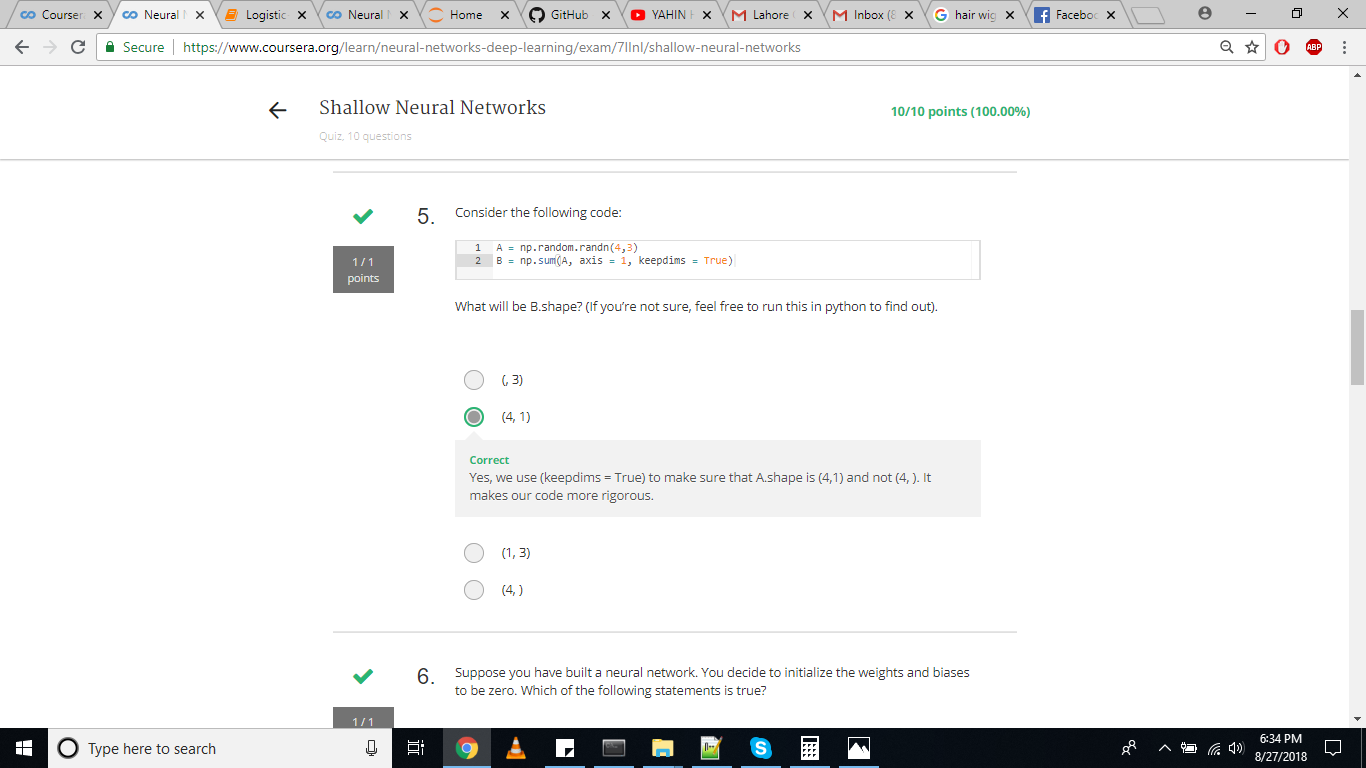 Coursera
Neural
Logistic
Neural
Home
GitHub
YAHIN
Lahore
Inbox (8
hair wig
Faceboo
Secure https://www.coursera.org/learn/neural-networks-deep-learning/exam/7IlnI/shallow-neural-networks
ABP
Shallow Neural Networks
10/10 points (100.00%)
Quiz, 10 questions
5. Consider the following code:
1 / 1
points
1 A = np.random.randn(4,3)
2 B = np.sum(A, axis = 1, keepdims = True)
What will be B.shape? (If you’re not sure, feel free to run this in python to find out).
(, 3)
(4, 1)
Correct
Yes, we use (keepdims = True) to make sure that A.shape is (4,1) and not (4, ). It
makes our code more rigorous.
(1, 3)
(4, )
6. Suppose you have built a neural network. You decide to initialize the weights and biases
to be zero. Which of the following statements is true?
1 / 1
Type here to search
6:34 PM
8/27/2018